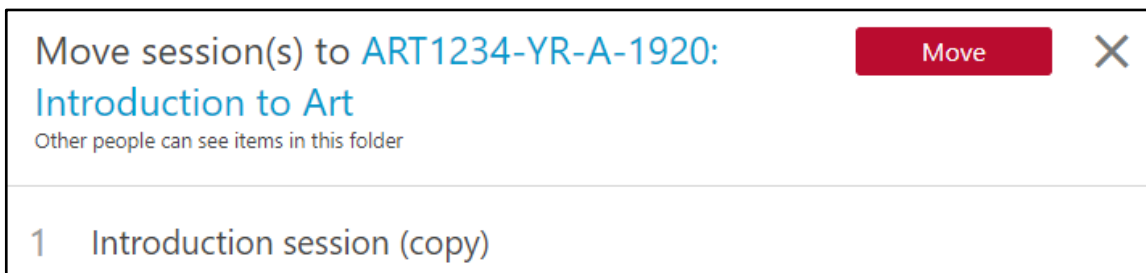 Move session(s) to ART1234-YR-A-1920:
Move
Introduction to Art
Other people can see items in this folder
1 Introduction session (copy)